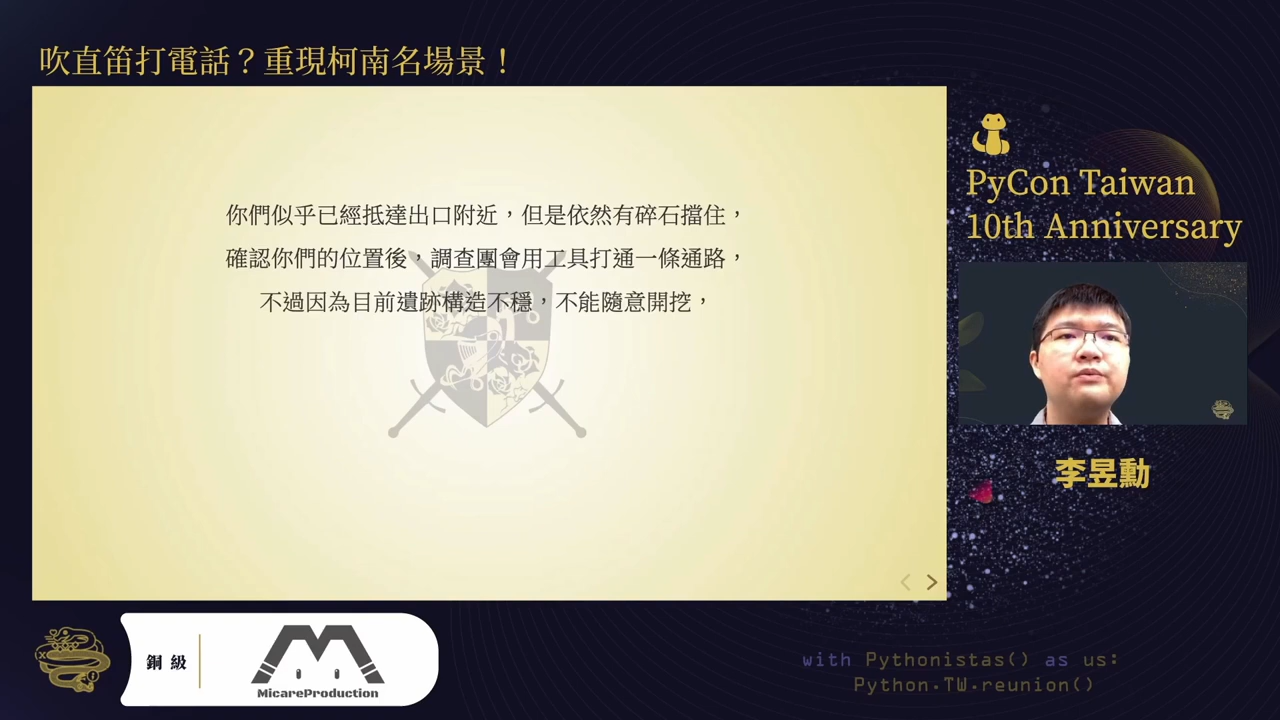 吹直笛打電話？重現柯南名場景！
你們似乎已經抵達出口附近，但是依然有碎石擋住，
確認你們的位置後，調查團會用工具打通一條通路，
不過因為目前遺跡構造不穩，不能隨意開挖，
PyCon Taiwan
10th Anniversary
李昱勳
銅級
MicareProduction
with Pythonistas() as us:
Python.TW.reunion()